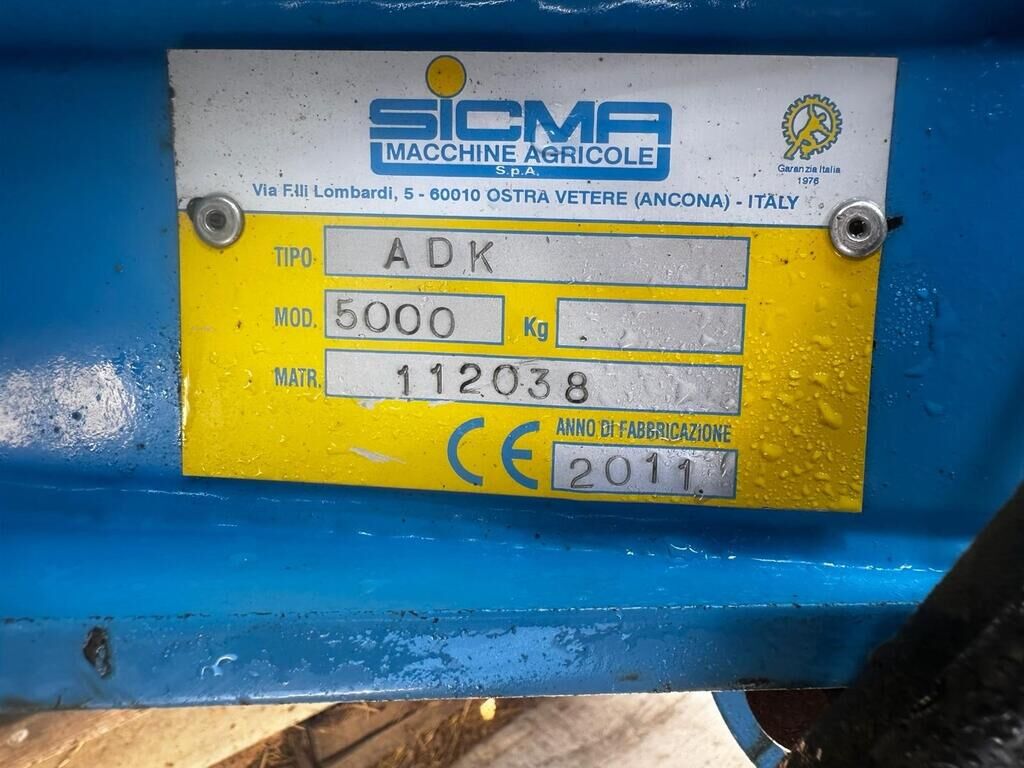 SICMA
MACCHINE AGRICOLE
S.p.A.
Garanzia Italia
1976
Via F.lli Lombardi, 5 - 60010 OSTRA VETERE (ANCONA) - ITALY
TIPO ADK
MOD. 5000 Kg
MATR. 112038
CE ANNO DI FABBRICAZIONE
2011